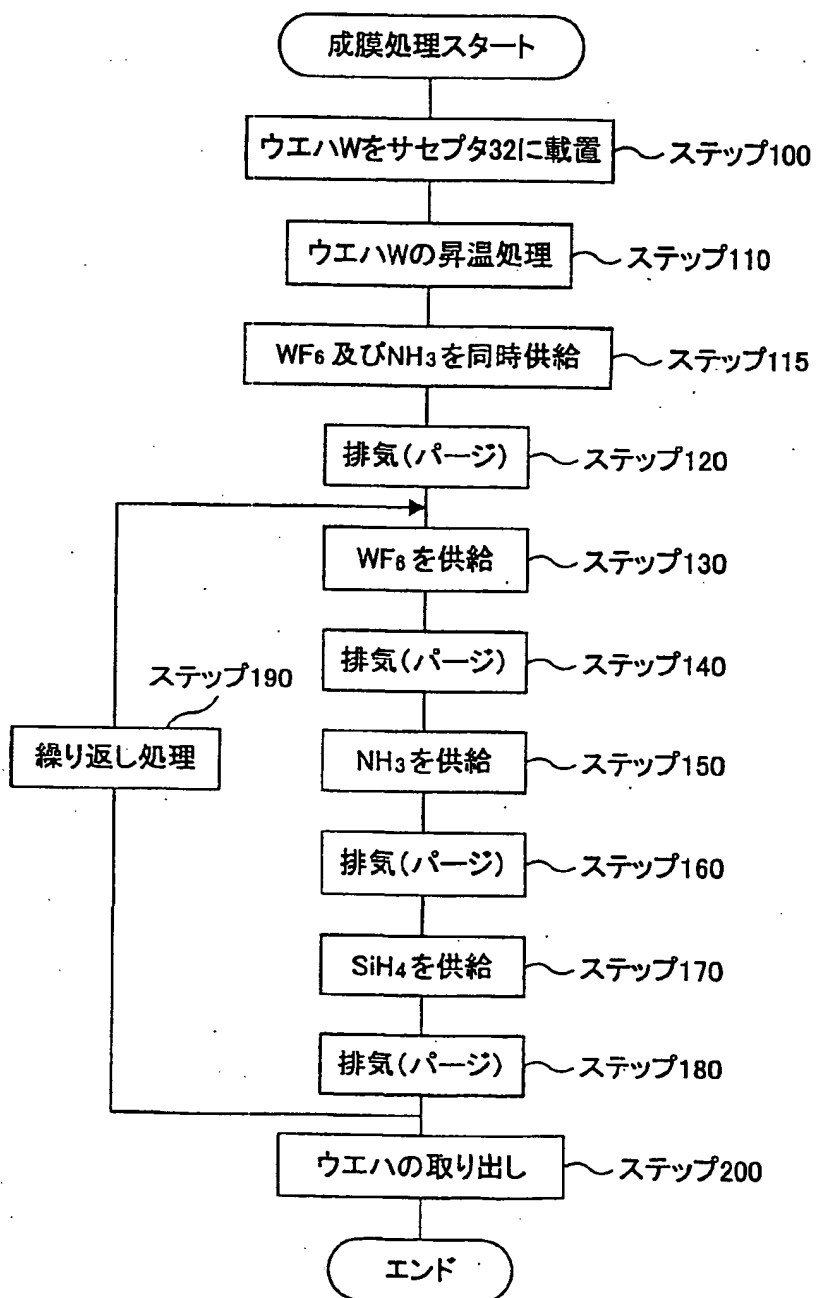 成膜処理スタート
ウエハWをサセプタ32に載置 ステップ100
ウエハWの昇温処理 ステップ110
WF₆及びNH₃を同時供給 ステップ115
排気(パージ) ステップ120
WF₆を供給 ステップ130
排気(パージ) ステップ140
ステップ190
繰り返し処理
NH₃を供給 ステップ150
排気(パージ) ステップ160
SiH₄を供給 ステップ170
排気(パージ) ステップ180
ウエハの取り出し ステップ200
エンド